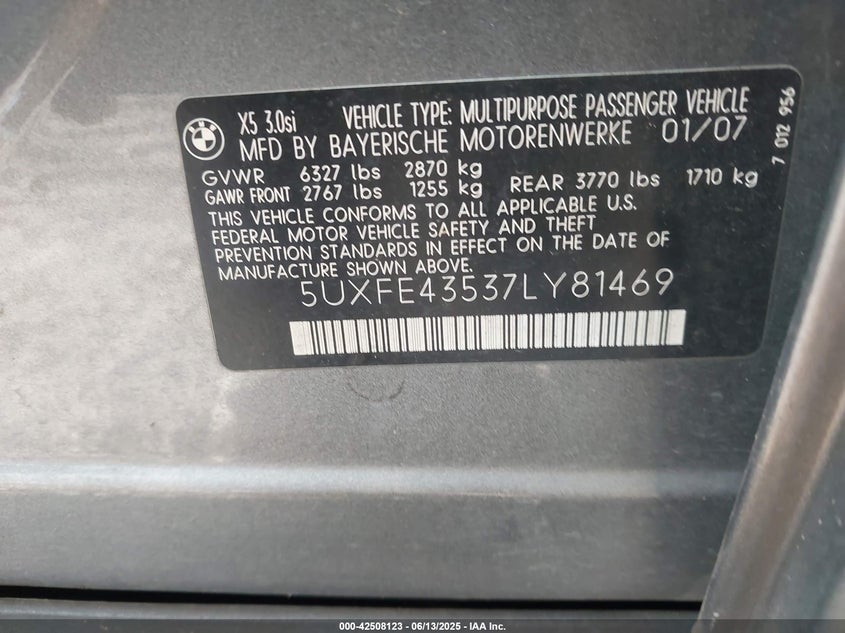 BMW
X5 3.0si VEHICLE TYPE: MULTIPURPOSE PASSENGER VEHICLE
MFD BY BAYERISCHE MOTORENWERKE 01/07
GVWR 6327 lbs 2870 kg
GAWR FRONT 2767 lbs 1255 kg REAR 3770 lbs 1710 kg
THIS VEHICLE CONFORMS TO ALL APPLICABLE U.S.
FEDERAL MOTOR VEHICLE SAFETY AND THEFT
PREVENTION STANDARDS IN EFFECT ON THE DATE OF
MANUFACTURE SHOWN ABOVE.
5UXFE43537LY81469
7 012 956
000-42508123 - 06/13/2025 - IAA Inc.